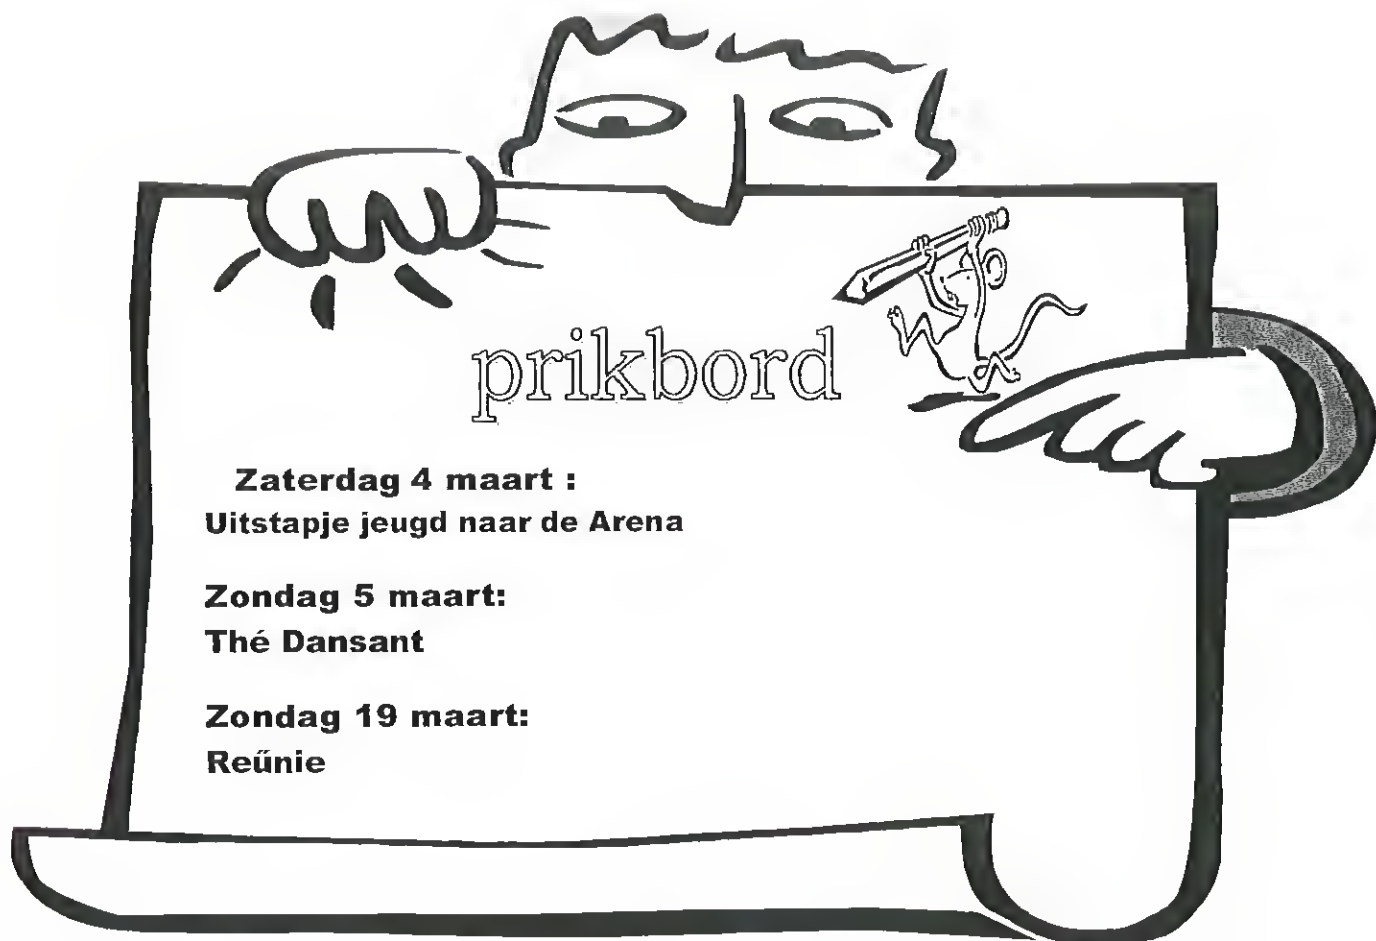 prikbord
Zaterdag 4 maart :
Uitstapje jeugd naar de Arena
Zondag 5 maart:
Thé Dansant
Zondag 19 maart:
Reűnie